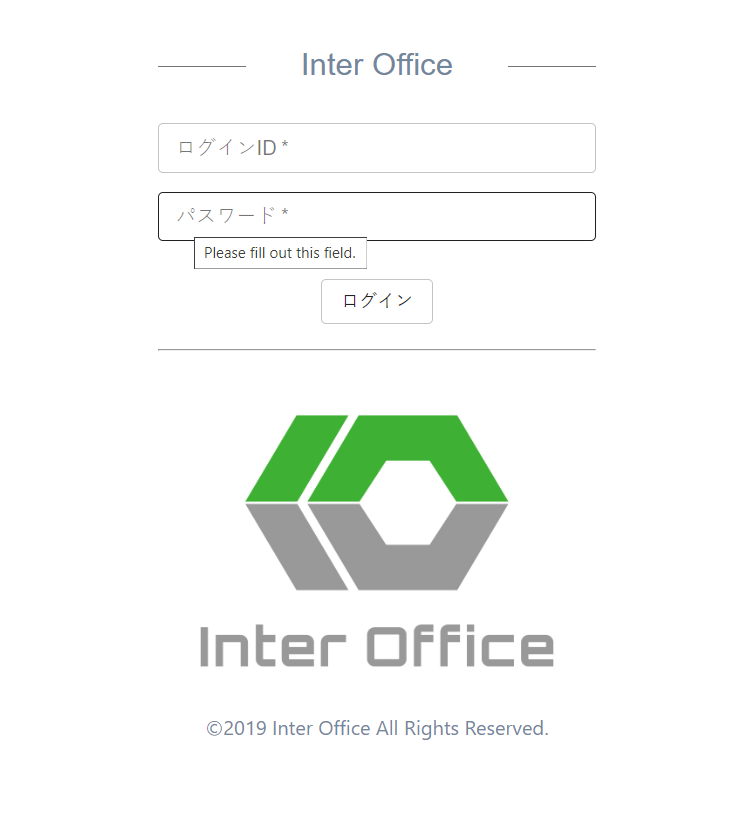 Inter Office
ログインID *
パスワード *
Please fill out this field.
ログイン
Inter Office
©2019 Inter Office All Rights Reserved.